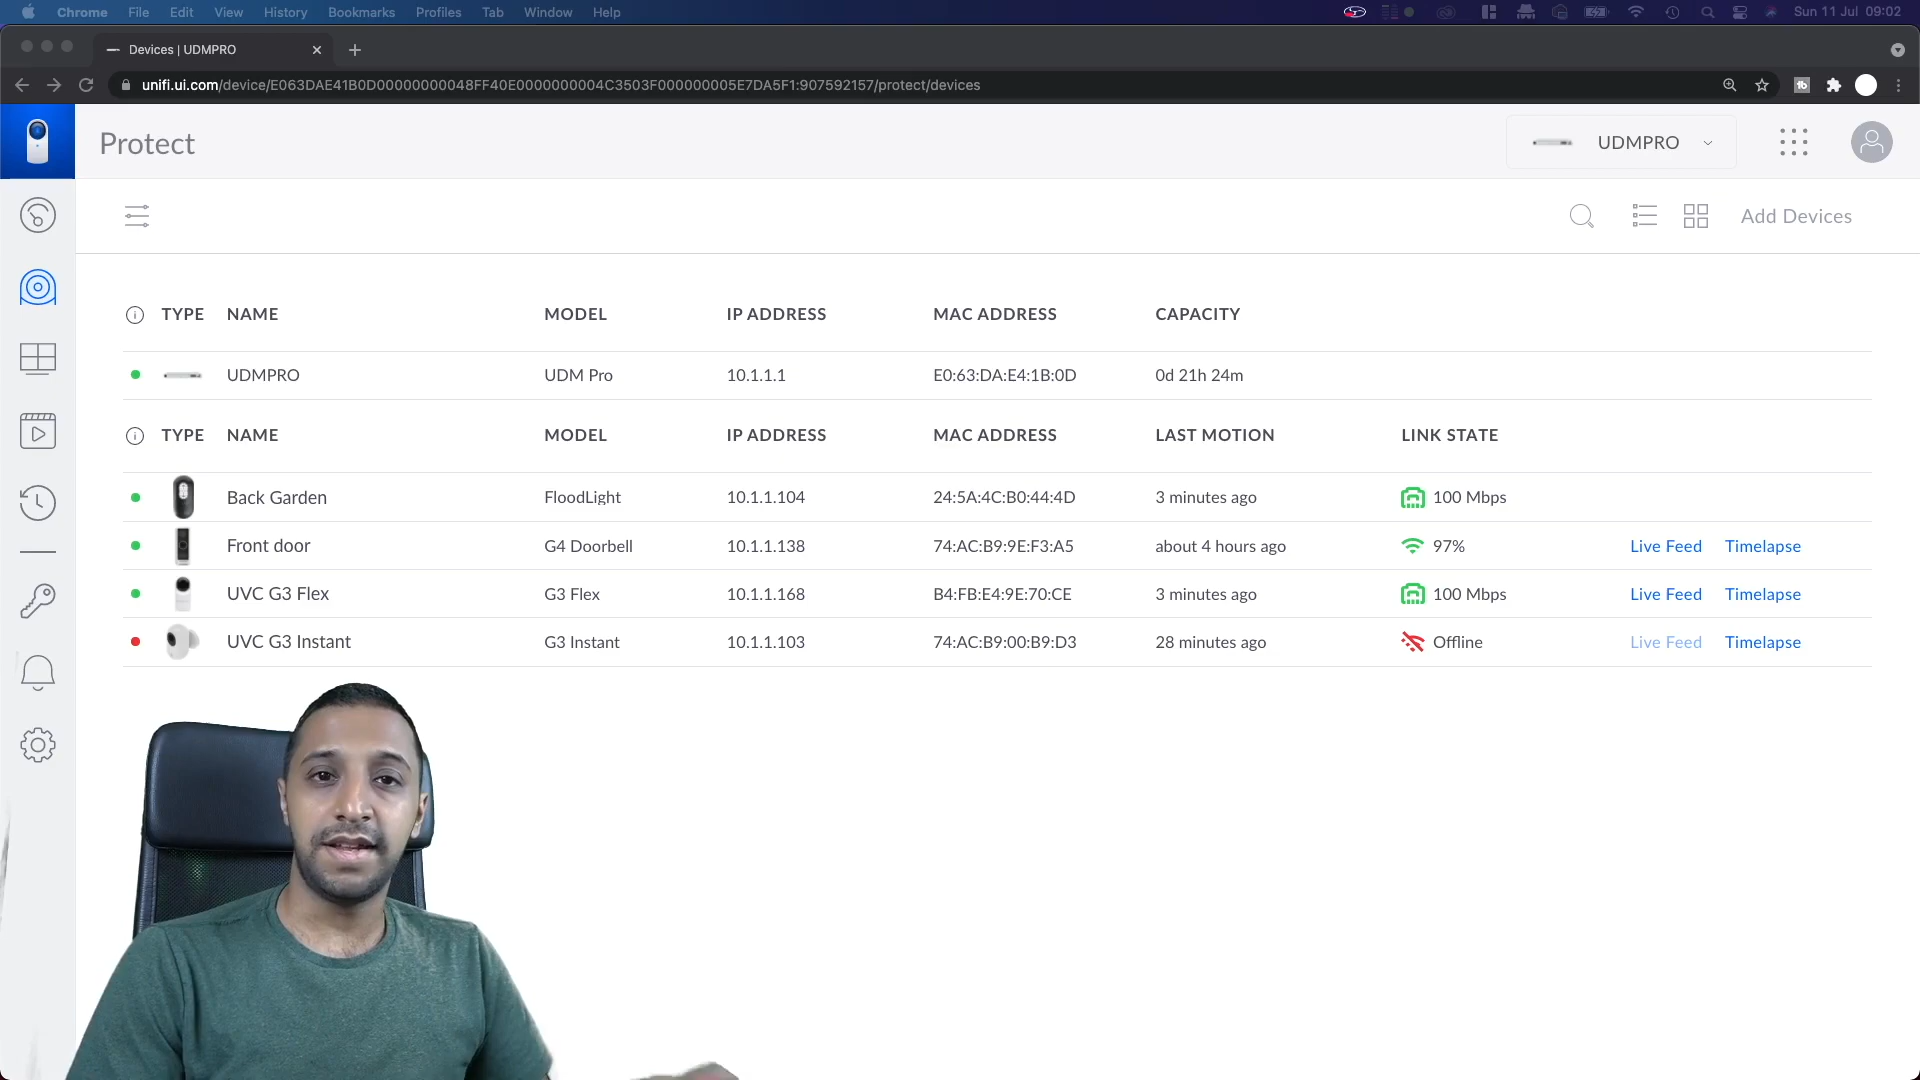 Chrome File Edit View History Bookmarks Profiles Tab Window Help Sun 11 Jul 09:02
Devices | UDMPRO
unifi.ui.com/device/E063DAE41B0D00000000048FF40E0000000004C3503F000000005E7DA5F1:907592157/protect/devices
Protect UDMPRO
Add Devices
TYPE NAME MODEL IP ADDRESS MAC ADDRESS CAPACITY
UDMPRO UDM Pro 10.1.1.1 E0:63:DA:E4:1B:0D 0d 21h 24m
TYPE NAME MODEL IP ADDRESS MAC ADDRESS LAST MOTION LINK STATE
Back Garden FloodLight 10.1.1.104 24:5A:4C:B0:44:4D 3 minutes ago 100 Mbps
Front door G4 Doorbell 10.1.1.138 74:AC:B9:9E:F3:A5 about 4 hours ago 97% Live Feed Timelapse
UVC G3 Flex G3 Flex 10.1.1.168 B4:FB:E4:9E:70:CE 3 minutes ago 100 Mbps Live Feed Timelapse
UVC G3 Instant G3 Instant 10.1.1.103 74:AC:B9:00:B9:D3 28 minutes ago Offline Live Feed Timelapse